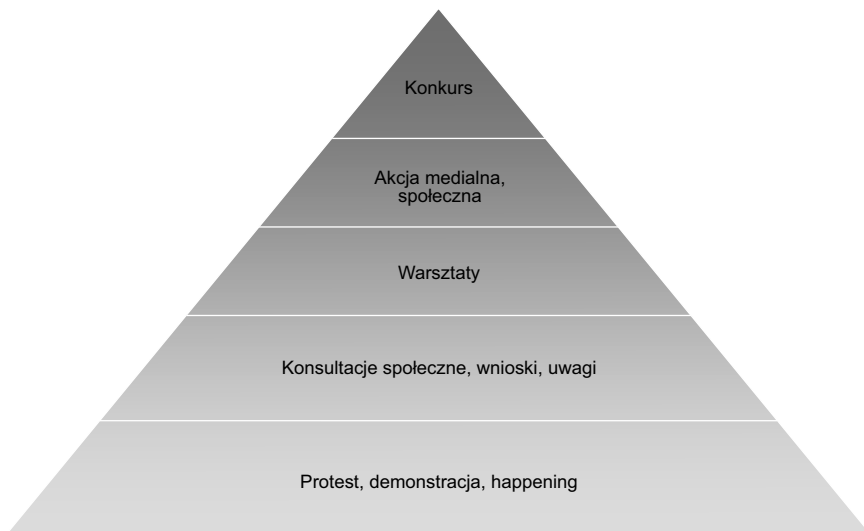 Konkurs
Akcja medialna,
społeczna
Warsztaty
Konsultacje społeczne, wnioski, uwagi
Protest, demonstracja, happening